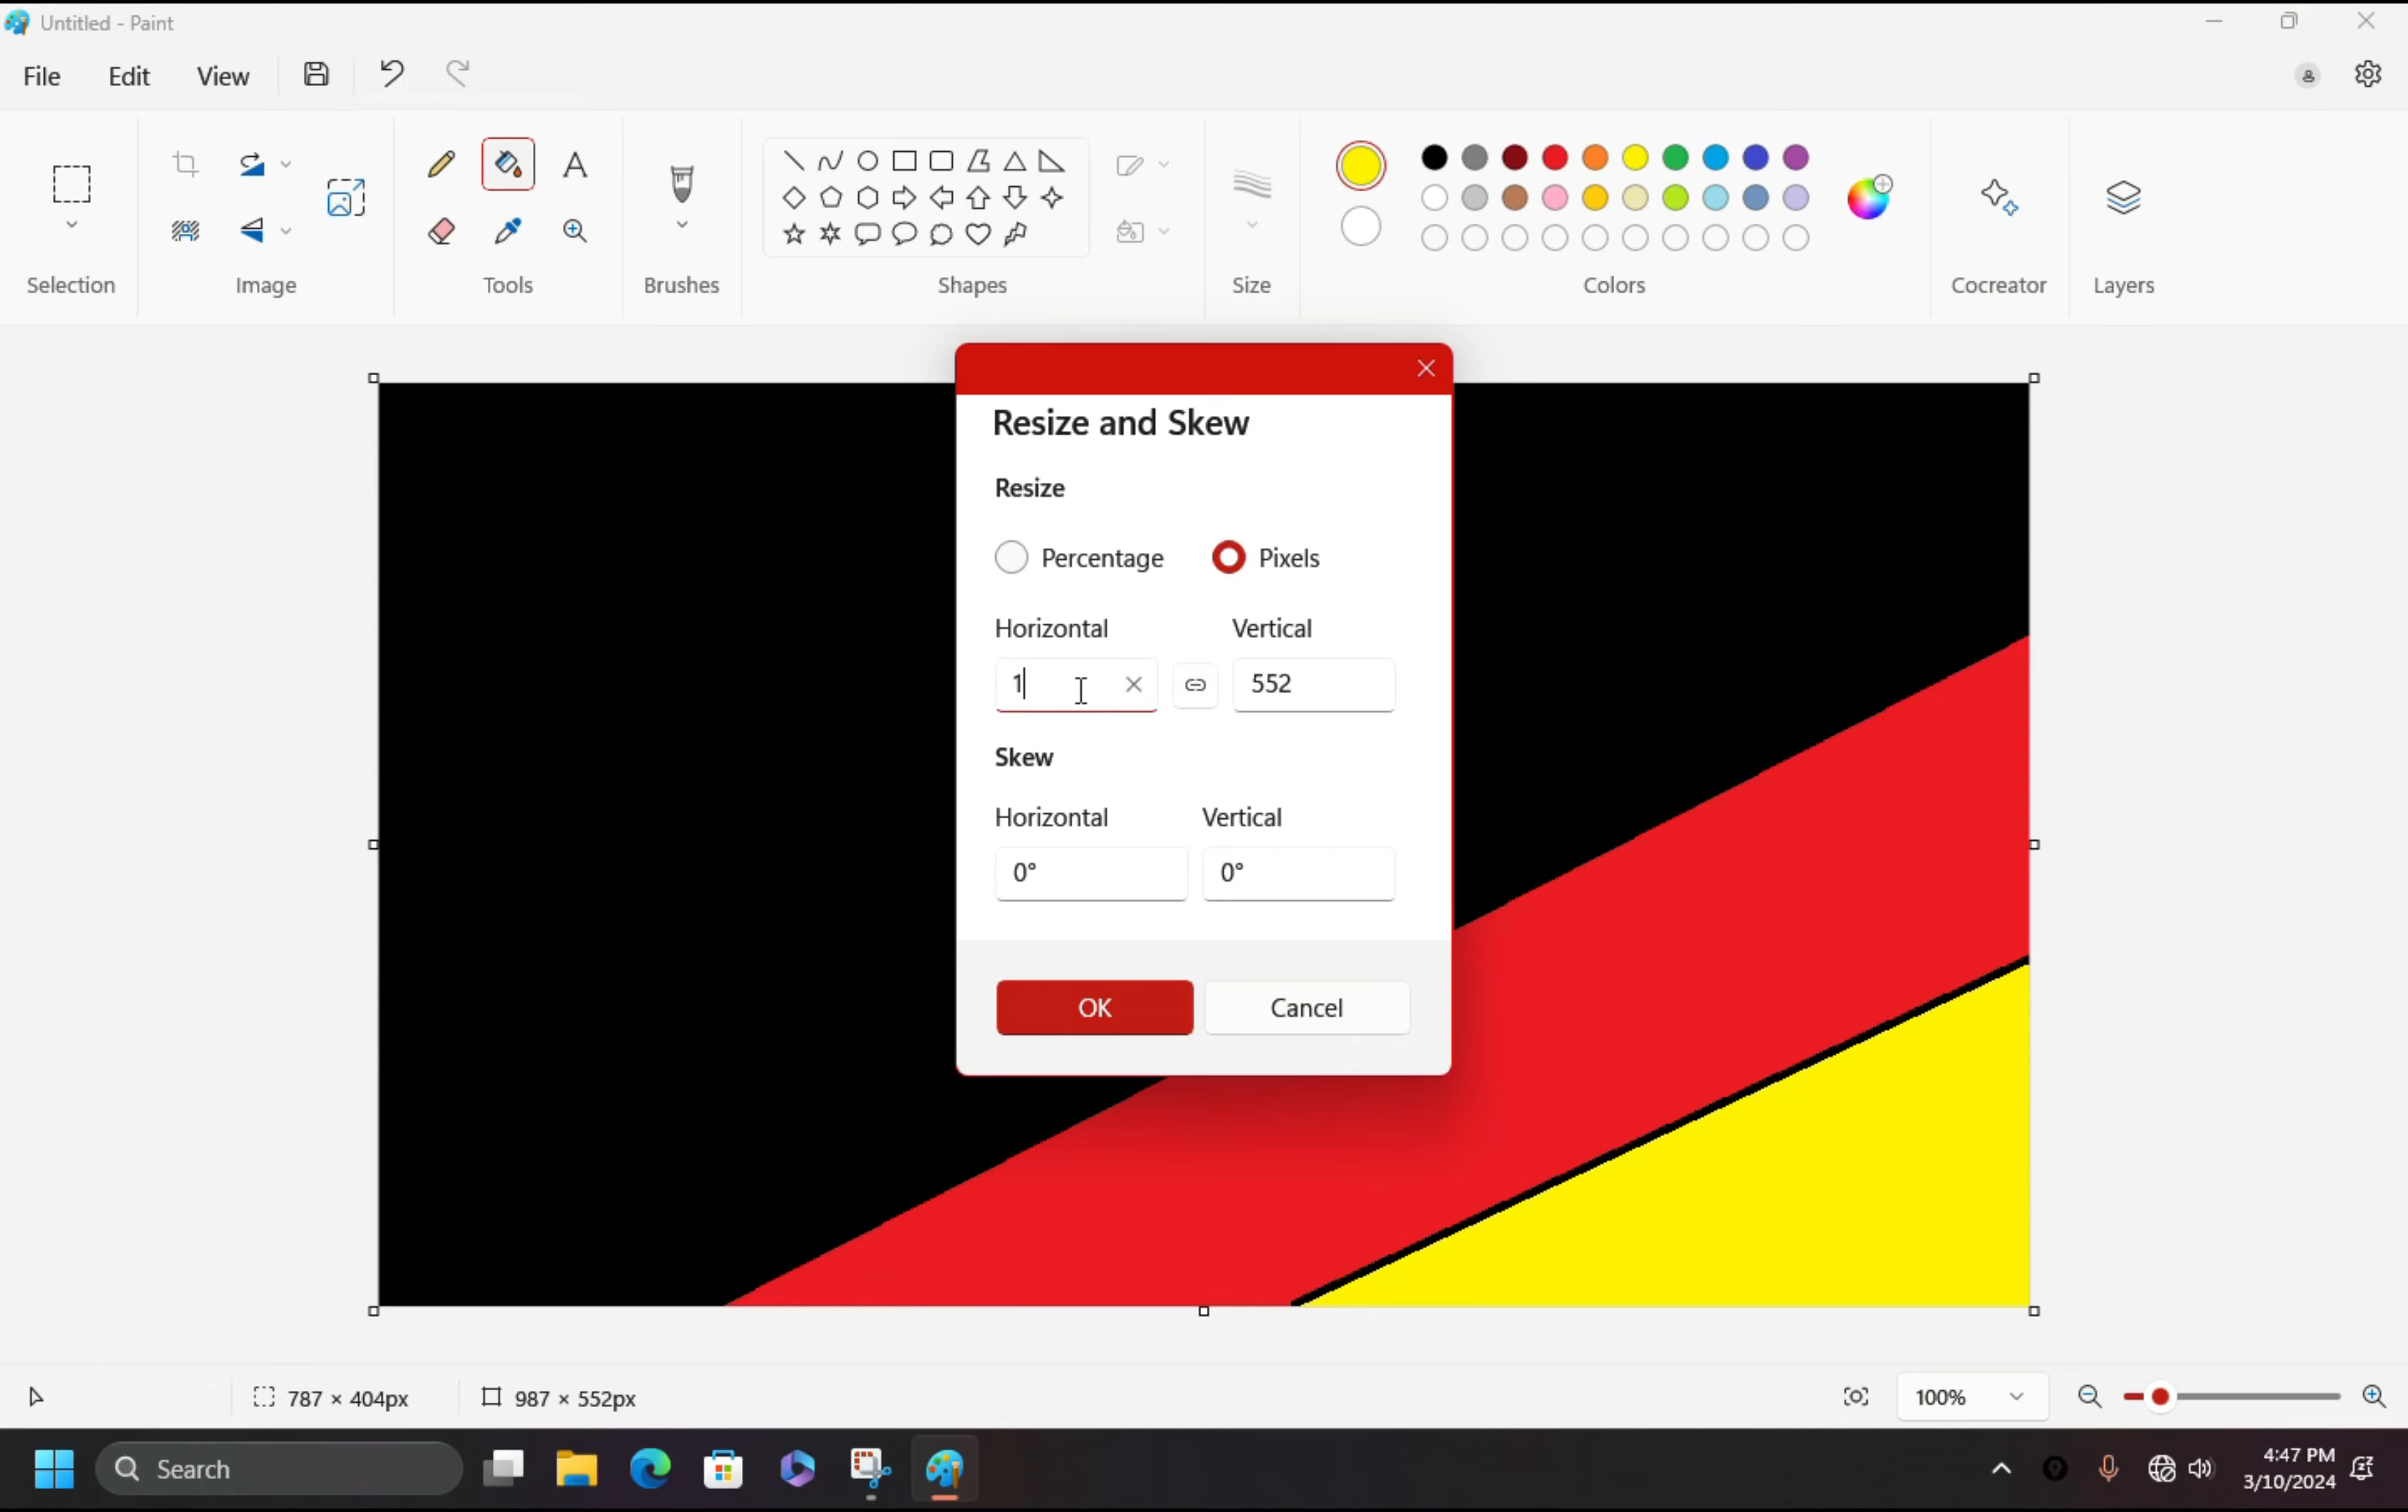 Untitled - Paint
File Edit View
Selection Image Tools Brushes Shapes Size Colors Cocreator Layers
Resize and Skew
Resize
Percentage Pixels
Horizontal Vertical
1 552
Skew
Horizontal Vertical
0° 0°
OK Cancel
787 × 404px 987 × 552px 100%
Search 4:47 PM
3/10/2024